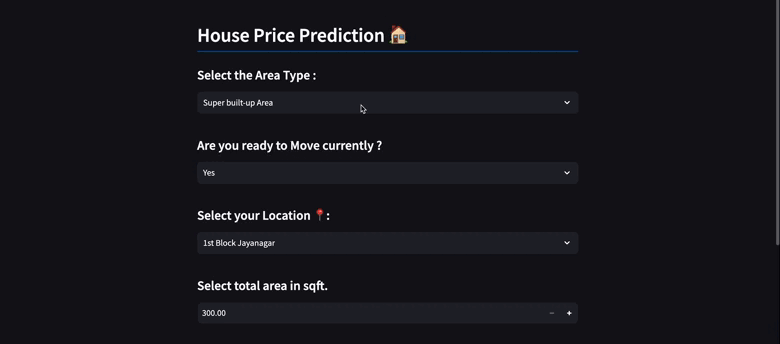 House Price Prediction 🏠
Select the Area Type :
Super built-up Area
Are you ready to Move currently ?
Yes
Select your Location 📍:
1st Block Jayanagar
Select total area in sqft.
300.00